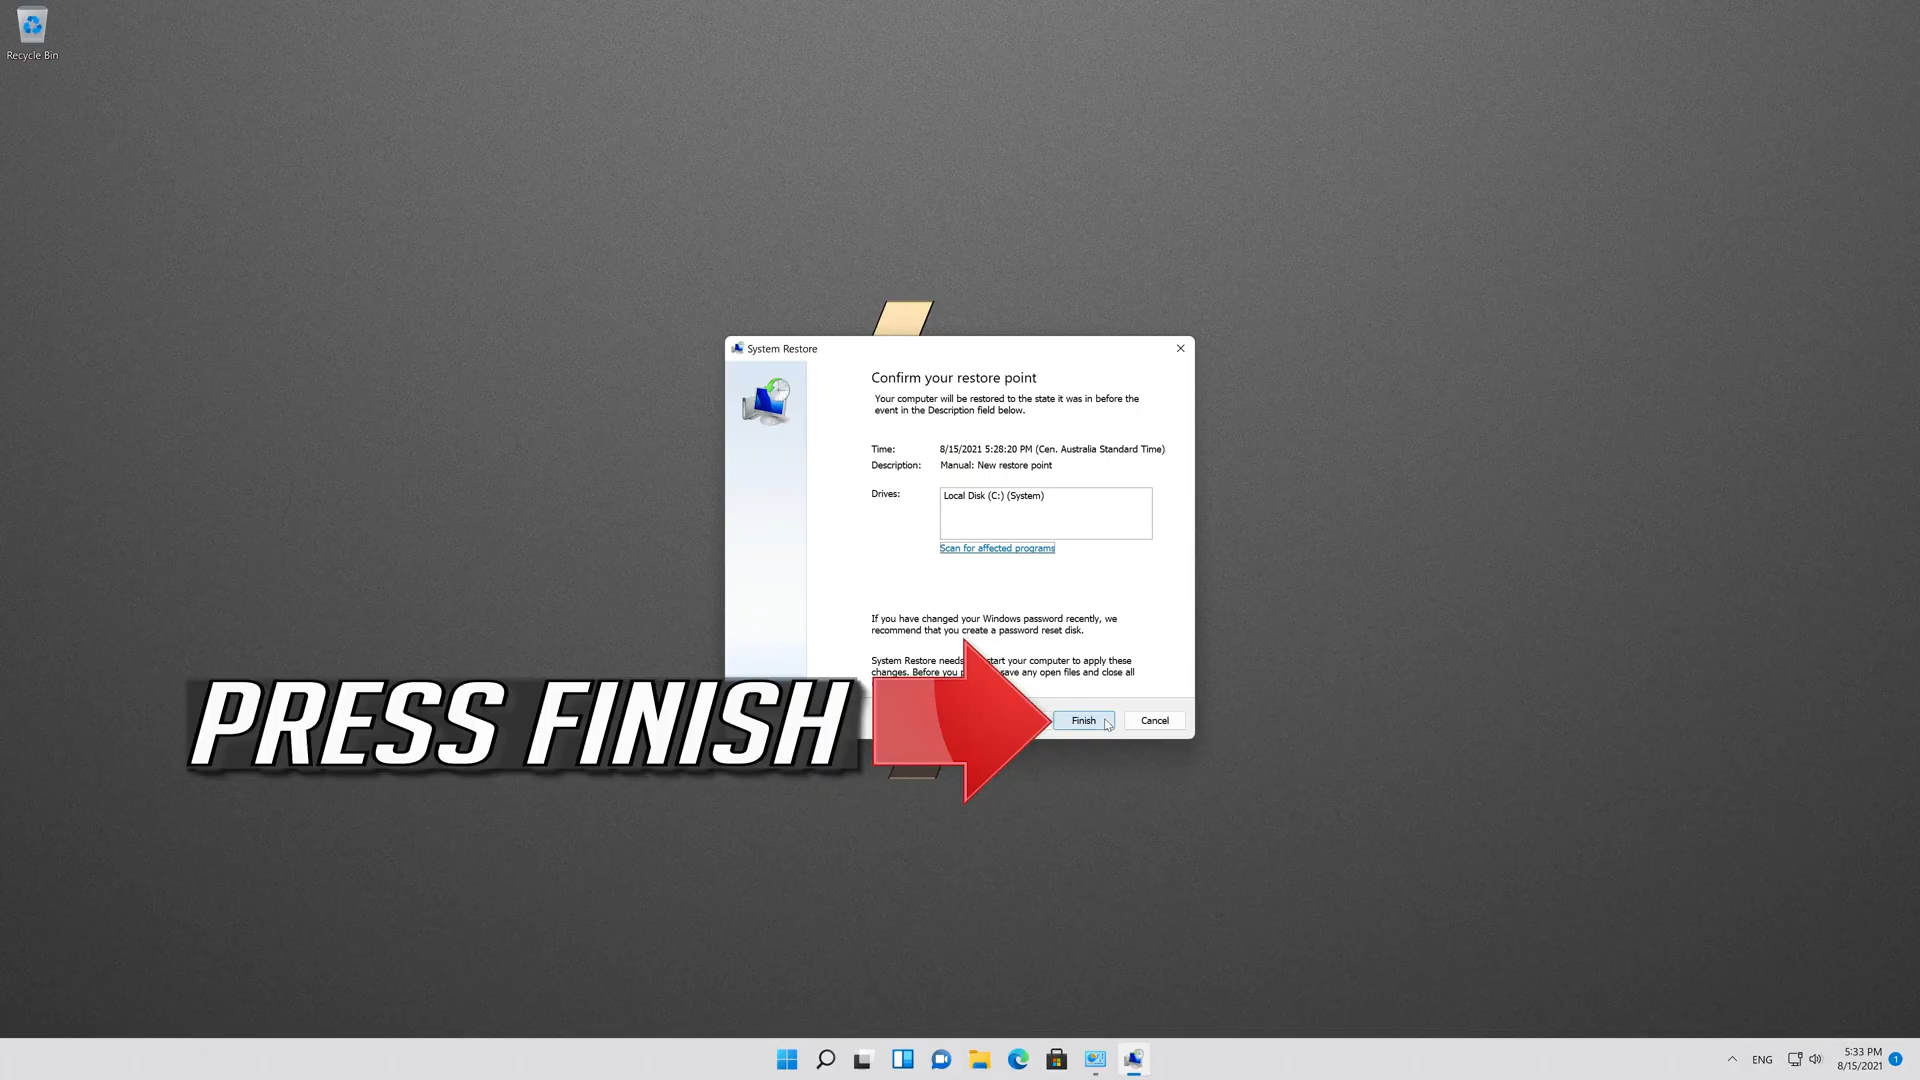 Recycle Bin
System Restore
Confirm your restore point
Your computer will be restored to the state it was in before the
event in the Description field below.
Time: 8/15/2021 5:28:20 PM (Cen. Australia Standard Time)
Description: Manual: New restore point
Drives: Local Disk (C:) (System)
Scan for affected programs
If you have changed your Windows password recently, we
recommend that you create a password reset disk.
System Restore needs start your computer to apply these
changes. Before you save any open files and close all
PRESS FINISH
Finish Cancel
ENG
5:33 PM
8/15/2021
1